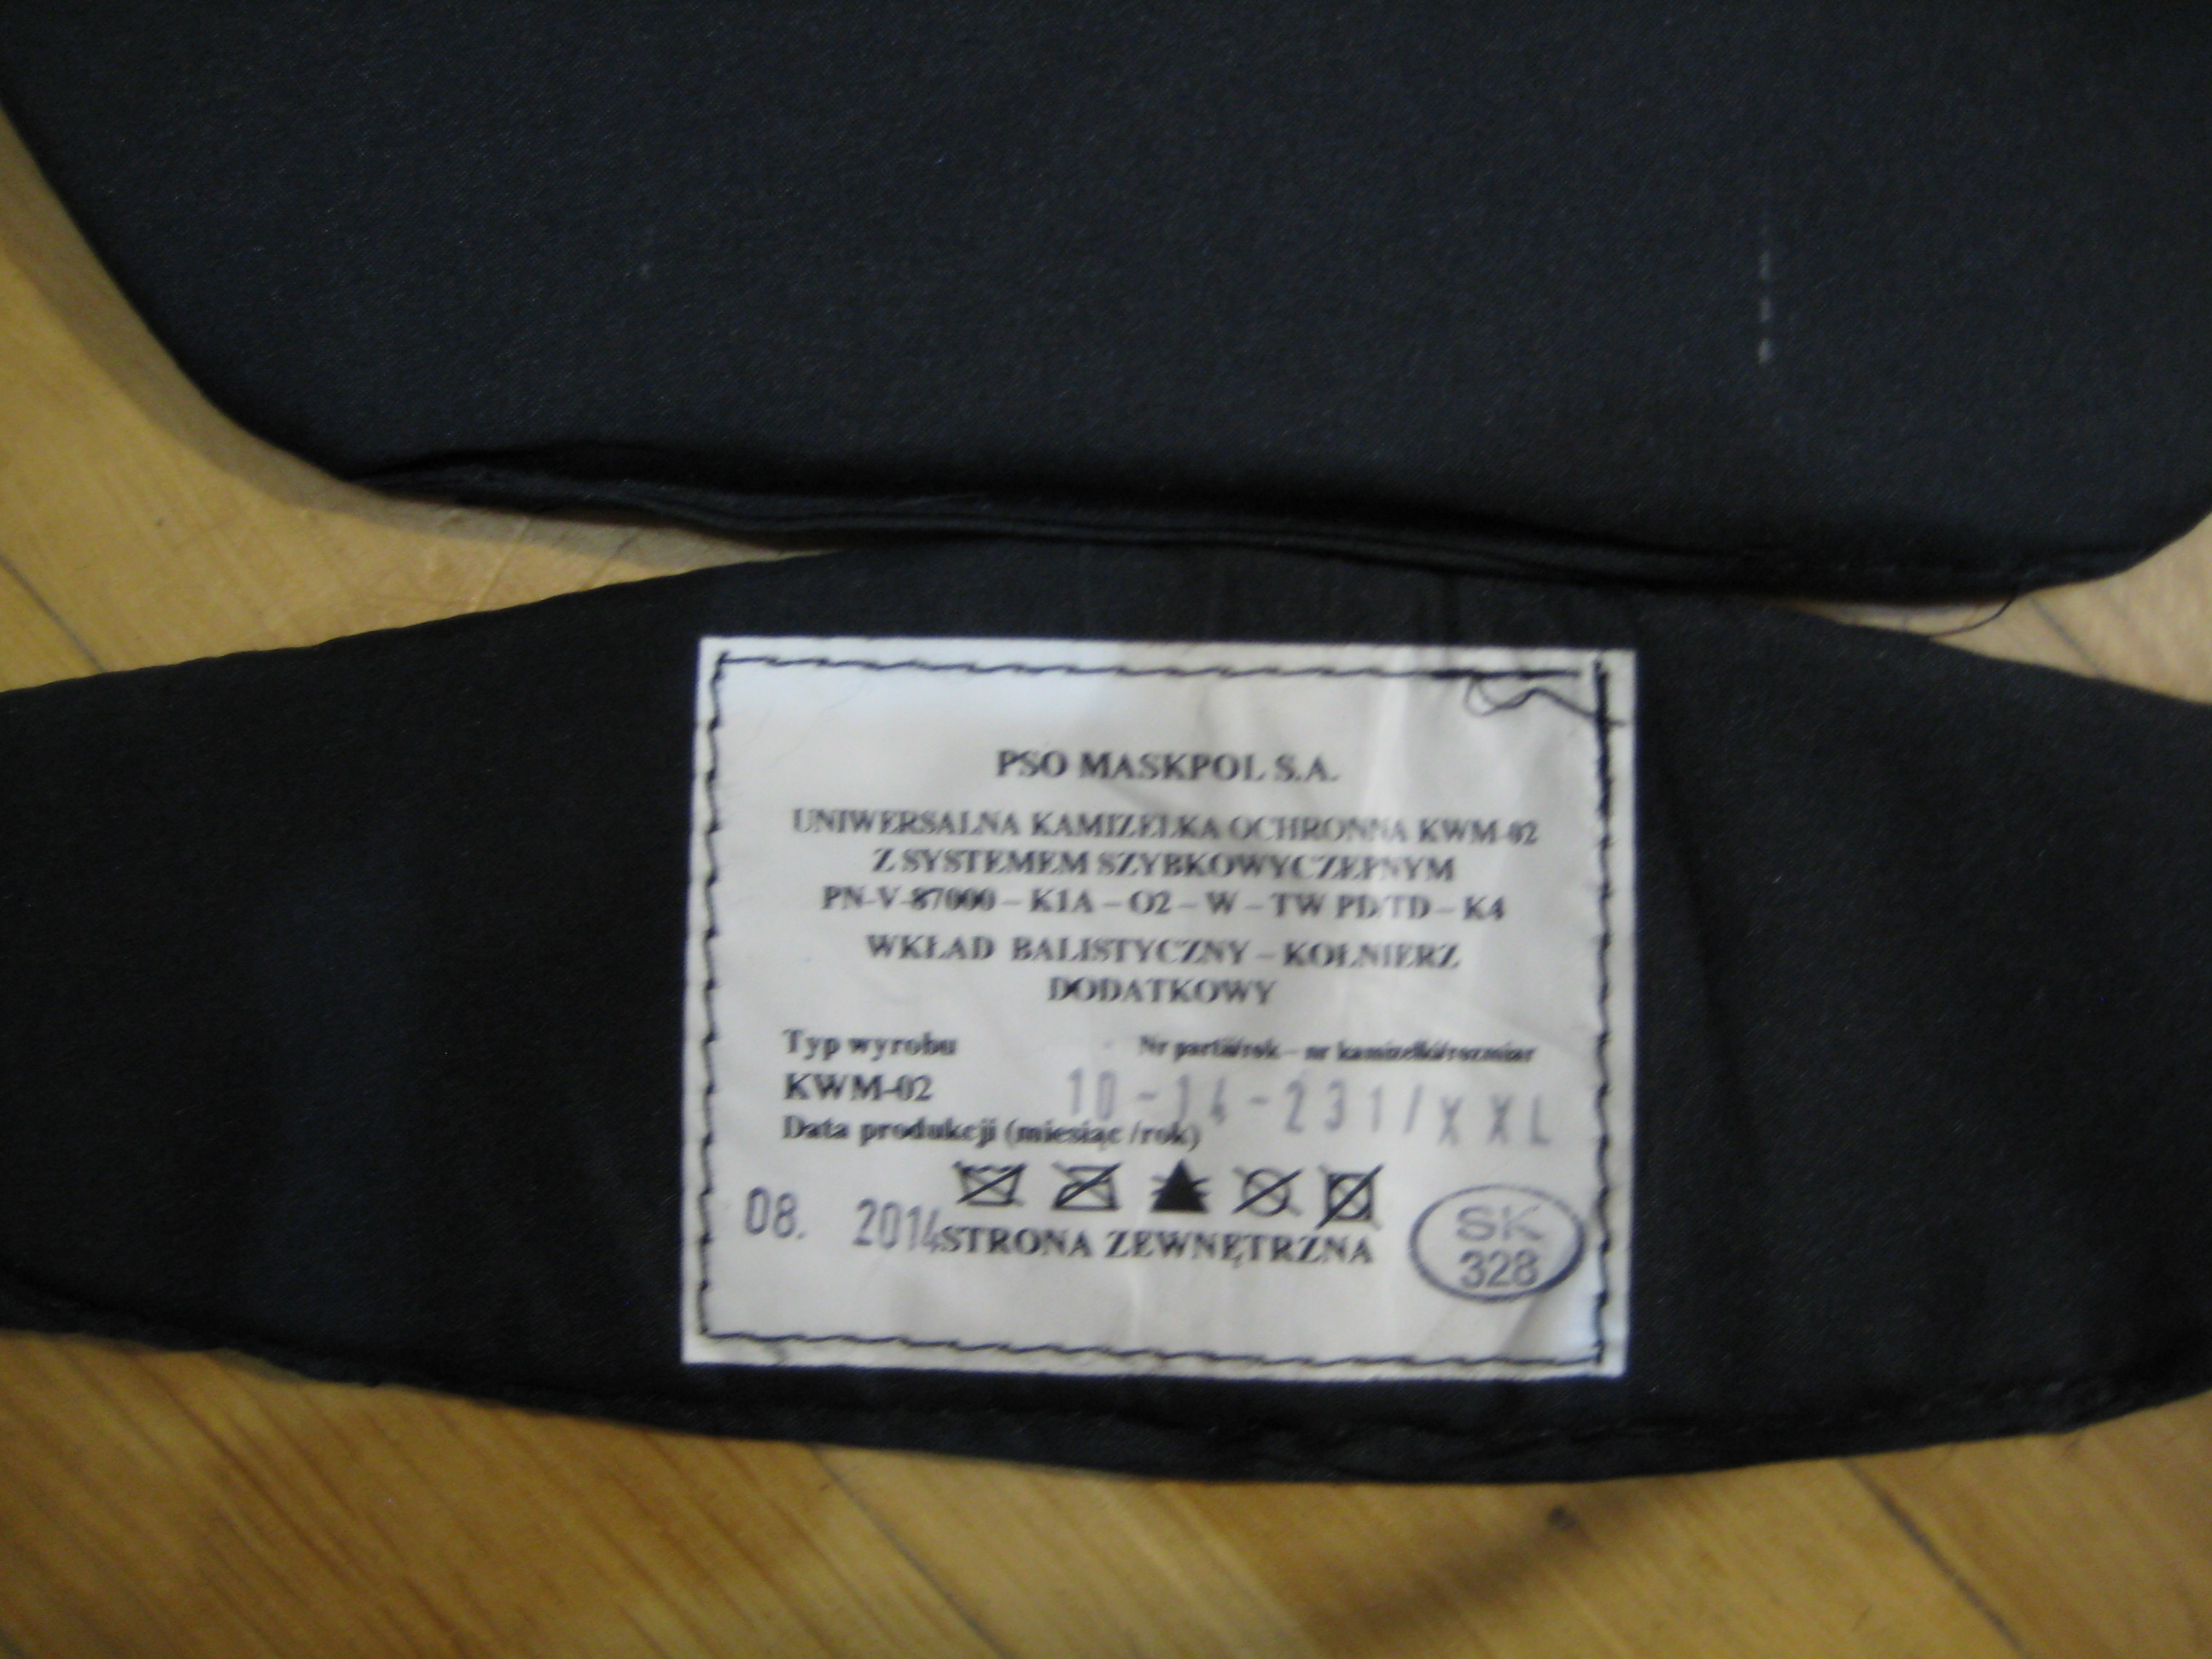 PSO MASKPOL S.A.
UNIWERSALNA KAMIZELKA OCHRONNA KWM-02
Z SYSTEMEM SZYBKOWYCZEPNYM
PN-V-87000 – K1A – O2 – W – TW PD/TD – K4
WKŁAD BALISTYCZNY – KOŁNIERZ
DODATKOWY
Typ wyrobu Nr partii/rok – nr kamizelki/rozmiar
KWM-02 10-14-231/XXL
Data produkcji (miesiąc /rok)
08. 2014
STRONA ZEWNĘTRZNA
SK
328